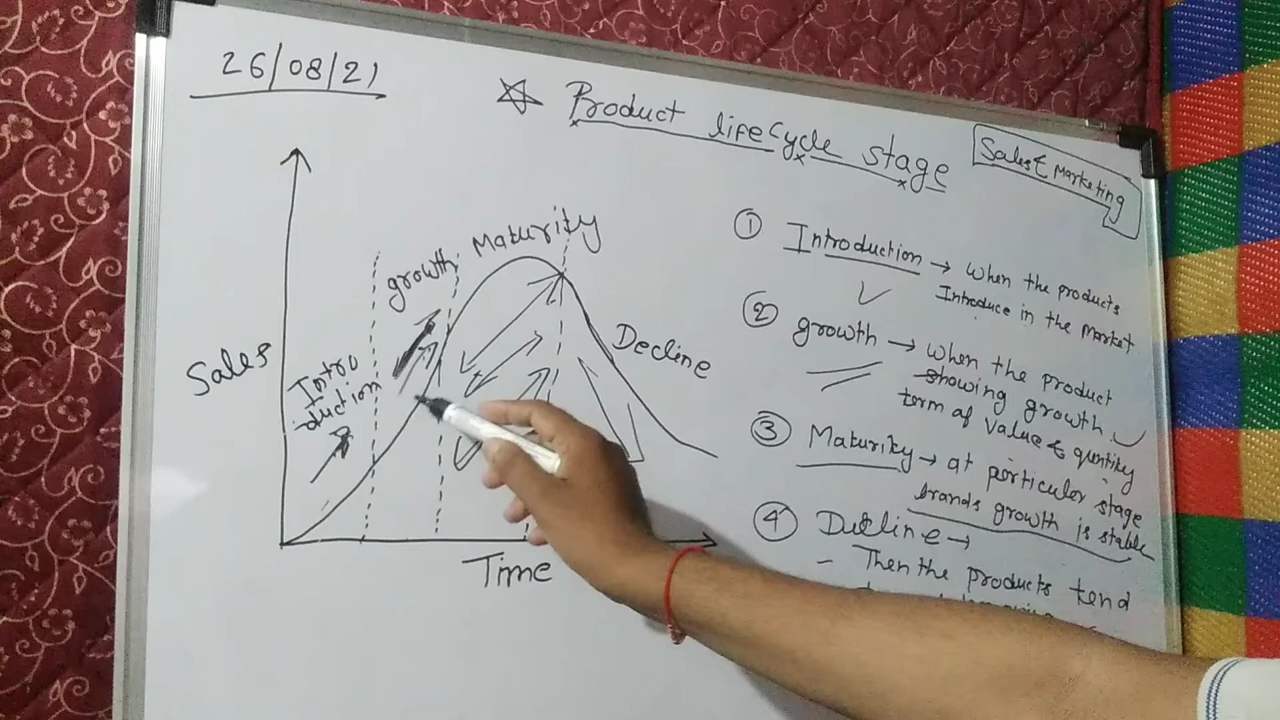 26/08/21
Product lifecycle stage
Sales & Marketing
Sales
Intro
duction
growth
Maturity
Decline
Time
① Introduction → when the products
Introduce in the market
② growth → when the product
showing growth
term of value & quntity
③ Maturity → at particuler stage
brands growth is stable
④ Decline →
- Then the products tend